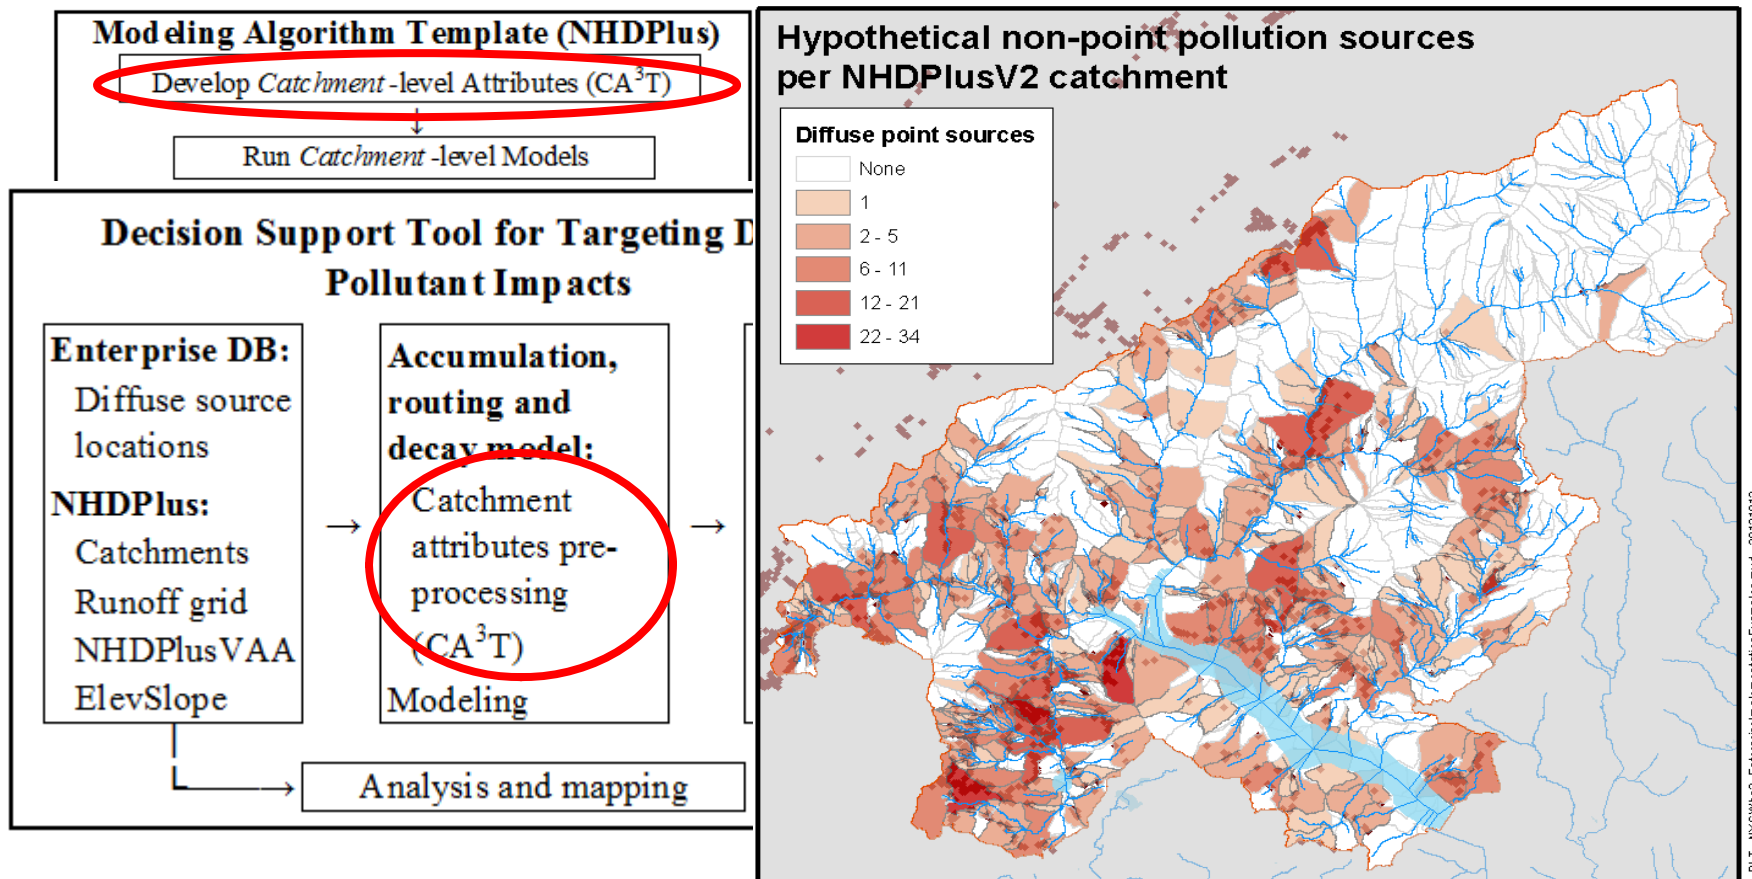 Modeling Algorithm Template (NHDPlus)
Develop Catchment-level Attributes (CA³T)
↓
Run Catchment-level Models
Decision Support Tool for Targeting D
Pollutant Impacts
Enterprise DB:
Diffuse source
locations
NHDPlus:
Catchments
Runoff grid
NHDPlusVAA
ElevSlope
→
Accumulation,
routing and
decay model:
Catchment
attributes pre-
processing
(CA³T)
Modeling
→
Analysis and mapping
Hypothetical non-point pollution sources
per NHDPlusV2 catchment
Diffuse point sources
None
1
2 - 5
6 - 11
12 - 21
22 - 34